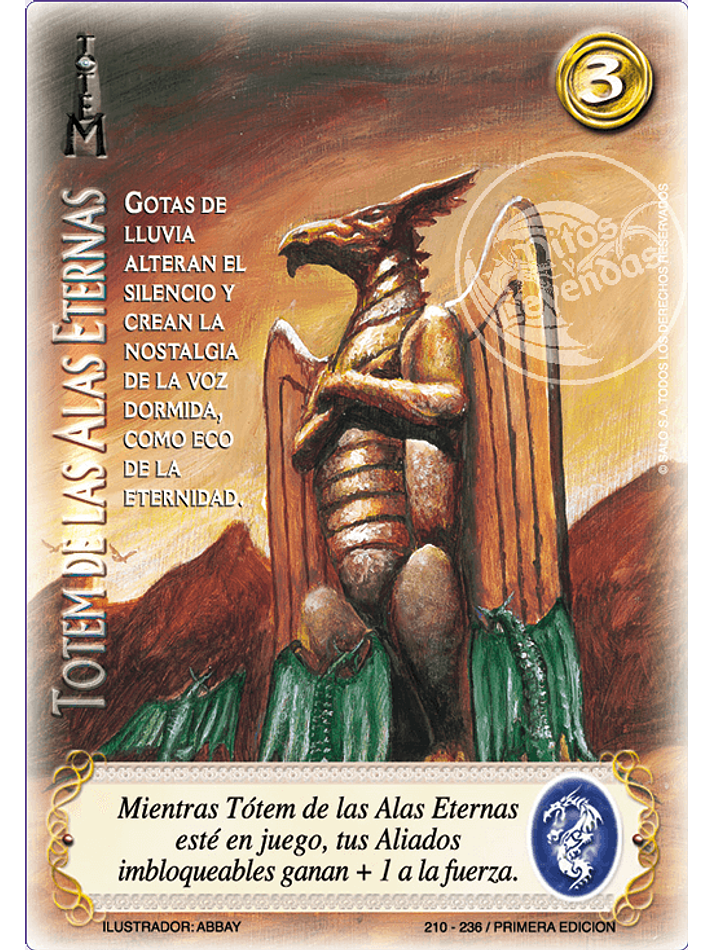 TOTEM
3
TOTEM DE LAS ALAS ETERNAS
GOTAS DE
LLUVIA
ALTERAN EL
SILENCIO Y
CREAN LA
NOSTALGIA
DE LA VOZ
DORMIDA,
COMO ECO
DE LA
ETERNIDAD.
Mitos
y
Leyendas
© SALO S.A. TODOS LOS DERECHOS RESERVADOS
Mientras Tótem de las Alas Eternas
esté en juego, tus Aliados
imbloqueables ganan + 1 a la fuerza.
ILUSTRADOR: ABBAY
210 - 236 / PRIMERA EDICION